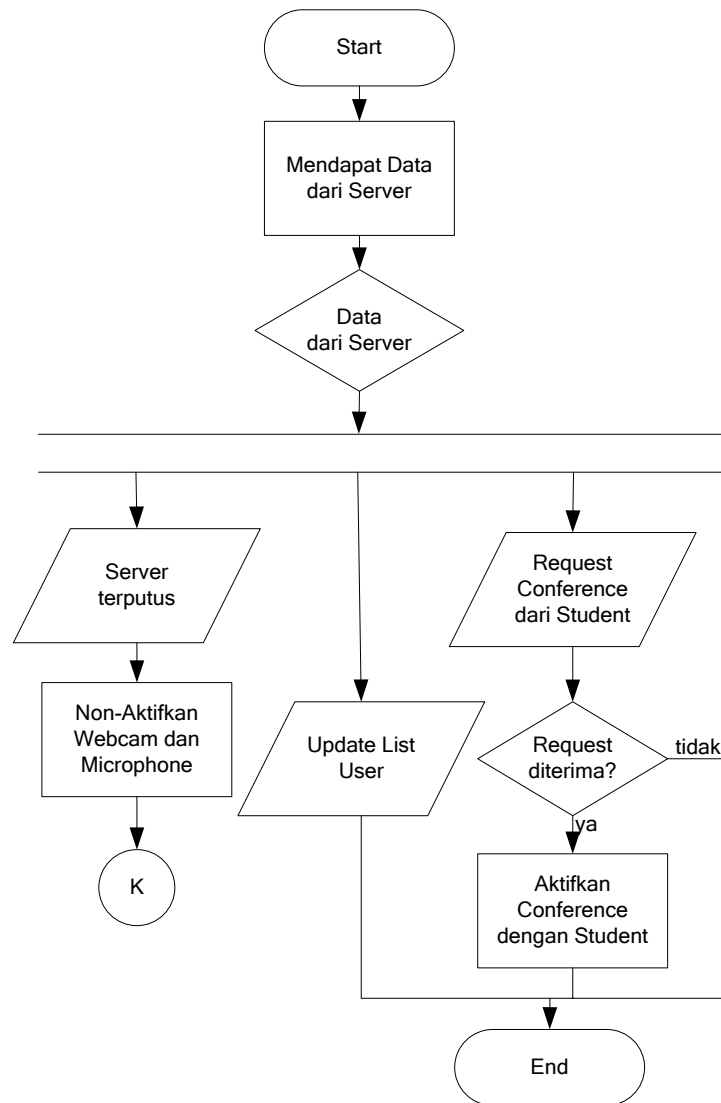 Start
Mendapat Data
dari Server
Data
dari Server
Server
terputus
Non-Aktifkan
Webcam dan
Microphone
K
Update List
User
Request
Conference
dari Student
Request
diterima?
tidak
ya
Aktifkan
Conference
dengan Student
End